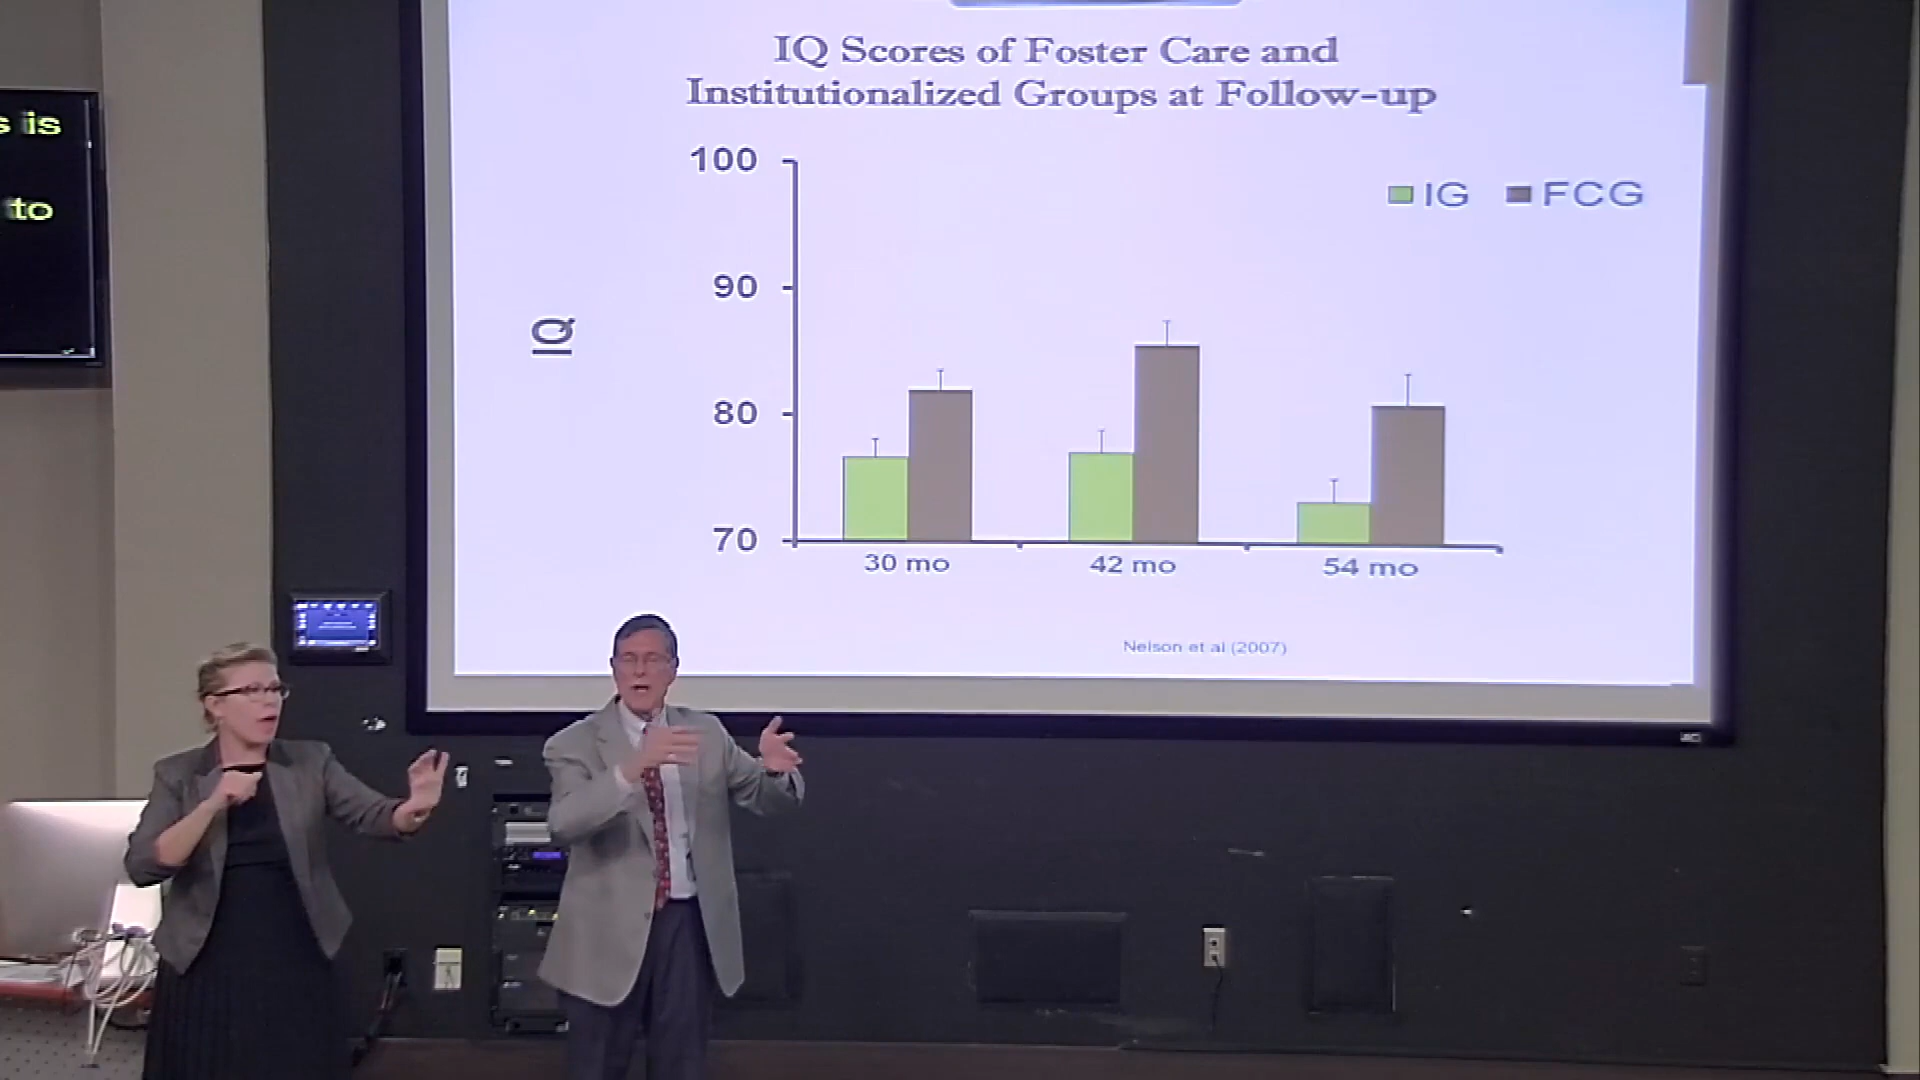 s is
to
IQ Scores of Foster Care and
Institutionalized Groups at Follow-up
100
90
80
70
IQ
IG FCG
30 mo 42 mo 54 mo
Nelson et al (2007)